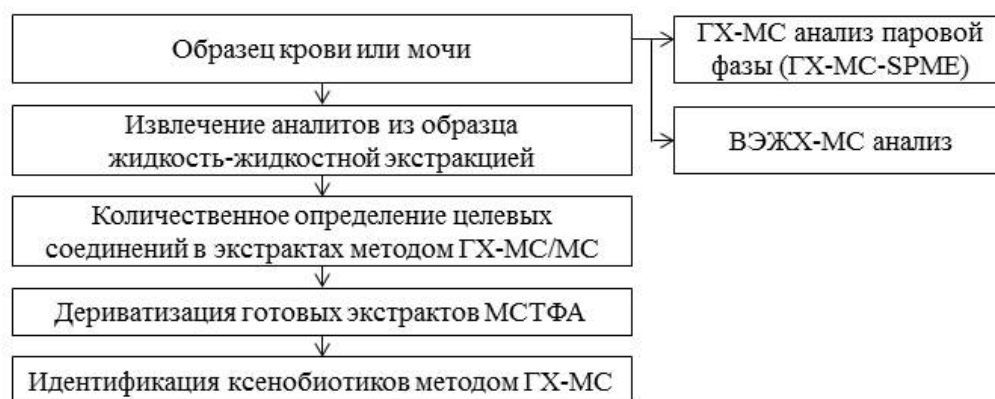 Образец крови или мочи
ГХ-МС анализ паровой
фазы (ГХ-МС-SPME)
Извлечение аналитов из образца
жидкость-жидкостной экстракцией
ВЭЖХ-МС анализ
Количественное определение целевых
соединений в экстрактах методом ГХ-МС/МС
Дериватизация готовых экстрактов МСТФА
Идентификация ксенобиотиков методом ГХ-МС